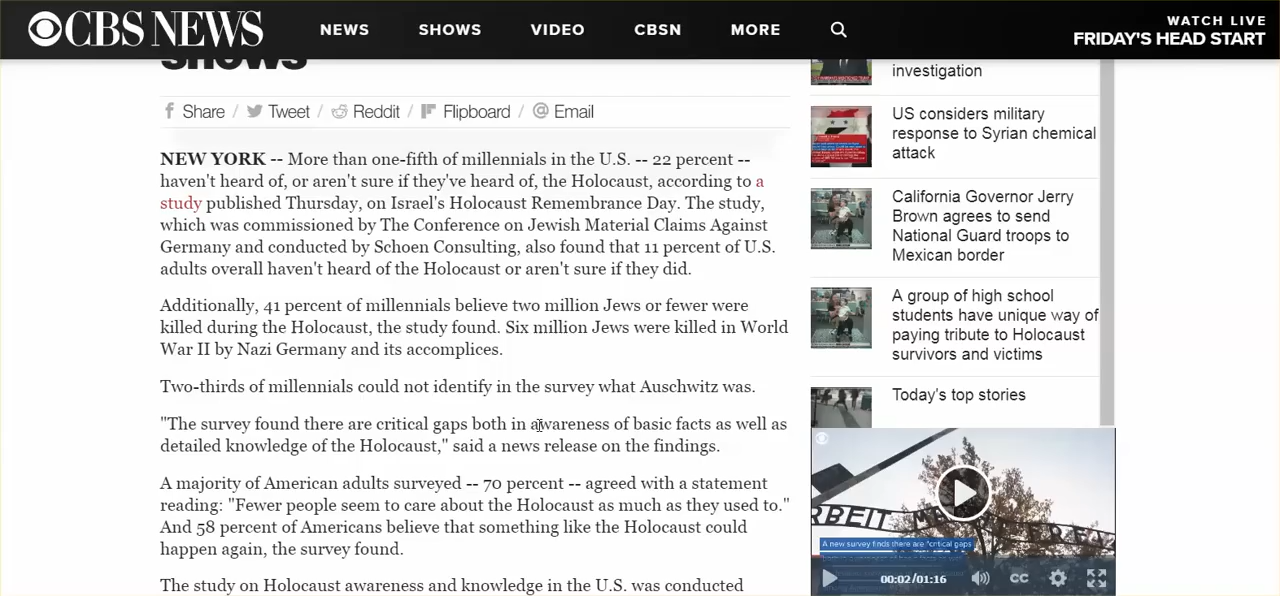 CBS NEWS
NEWS
SHOWS
VIDEO
CBSN
MORE
WATCH LIVE
FRIDAY'S HEAD START
shows
Share / Tweet / Reddit / Flipboard / Email
NEW YORK -- More than one-fifth of millennials in the U.S. -- 22 percent --
haven't heard of, or aren't sure if they've heard of, the Holocaust, according to a
study published Thursday, on Israel's Holocaust Remembrance Day. The study,
which was commissioned by The Conference on Jewish Material Claims Against
Germany and conducted by Schoen Consulting, also found that 11 percent of U.S.
adults overall haven't heard of the Holocaust or aren't sure if they did.
Additionally, 41 percent of millennials believe two million Jews or fewer were
killed during the Holocaust, the study found. Six million Jews were killed in World
War II by Nazi Germany and its accomplices.
Two-thirds of millennials could not identify in the survey what Auschwitz was.
"The survey found there are critical gaps both in awareness of basic facts as well as
detailed knowledge of the Holocaust," said a news release on the findings.
A majority of American adults surveyed -- 70 percent -- agreed with a statement
reading: "Fewer people seem to care about the Holocaust as much as they used to."
And 58 percent of Americans believe that something like the Holocaust could
happen again, the survey found.
The study on Holocaust awareness and knowledge in the U.S. was conducted
investigation
US considers military
response to Syrian chemical
attack
California Governor Jerry
Brown agrees to send
National Guard troops to
Mexican border
A group of high school
students have unique way of
paying tribute to Holocaust
survivors and victims
Today's top stories
A new survey finds there are "critical gaps
00:02/01:16
CC